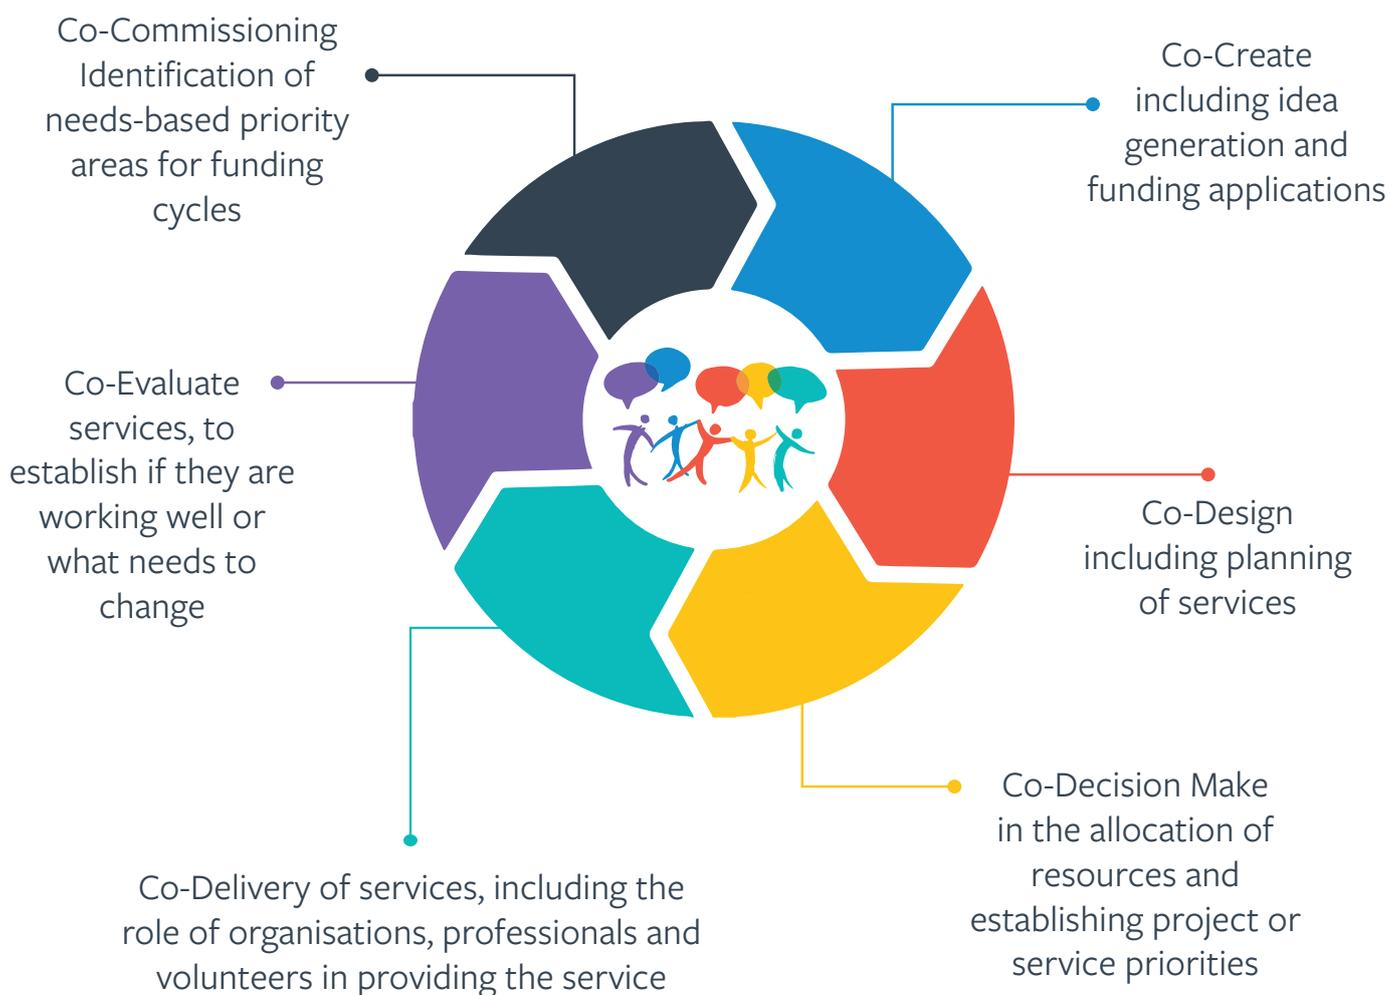 Co-Commissioning
Identification of
needs-based priority
areas for funding
cycles
Co-Create
including idea
generation and
funding applications
Co-Design
including planning
of services
Co-Decision Make
in the allocation of
resources and
establishing project or
service priorities
Co-Delivery of services, including the
role of organisations, professionals and
volunteers in providing the service
Co-Evaluate
services, to
establish if they are
working well or
what needs to
change